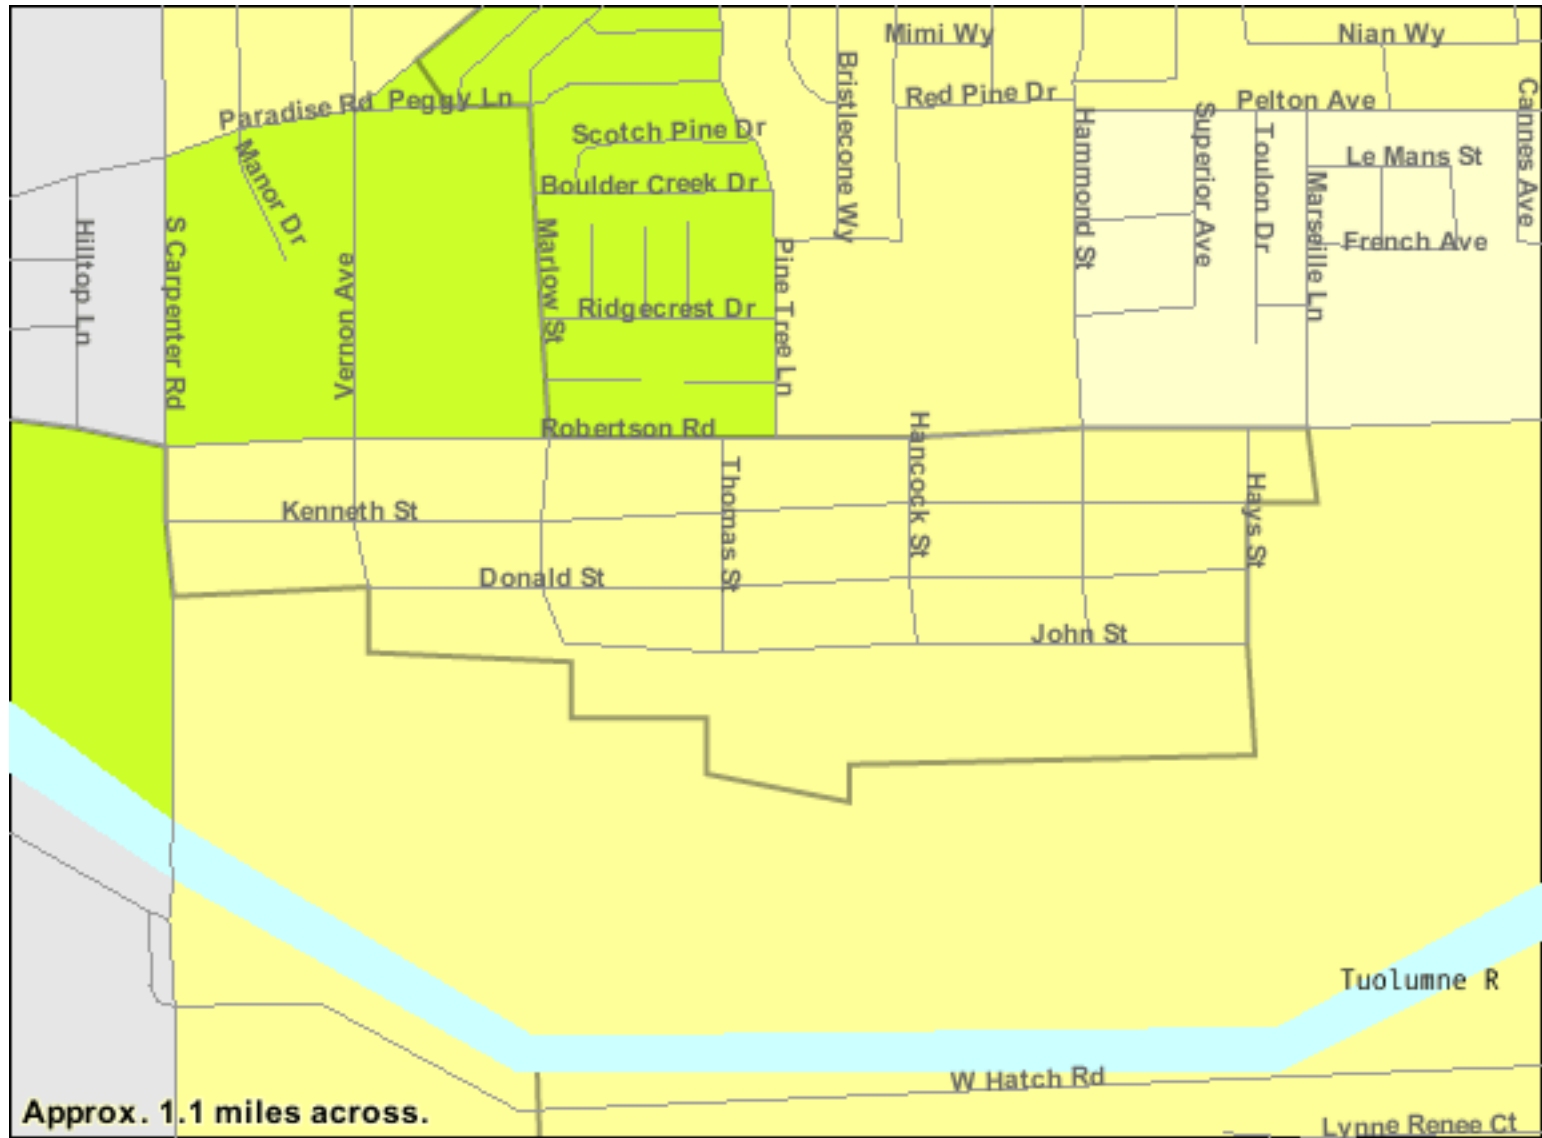 Mimi Wy
Nian Wy
Bristlecone Wy
Paradise Rd
Peggy Ln
Red Pine Dr
Pelton Ave
Cannes Ave
Scotch Pine Dr
Hammond St
Superior Ave
Toulon Dr
Le Mans St
Manor Dr
Boulder Creek Dr
Marseille Ln
Hilltop Ln
S Carpenter Rd
Vernon Ave
Marlow St
Pine Tree Ln
French Ave
Ridgecrest Dr
Robertson Rd
Hancock St
Thomas St
Hays St
Kenneth St
Donald St
John St
Tuolumne R
W Hatch Rd
Approx. 1.1 miles across.
Lynne Renee Ct